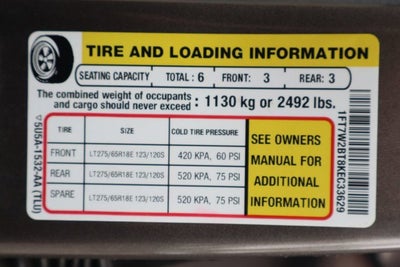 TIRE AND LOADING INFORMATION
SEATING CAPACITY TOTAL : 6 FRONT: 3 REAR: 3
The combined weight of occupants
and cargo should never exceed : 1130 kg or 2492 lbs.
TIRE SIZE COLD TIRE PRESSURE
FRONT LT275/65R18E 123/120S 420 KPA, 60 PSI
REAR LT275/65R18E 123/120S 520 KPA, 75 PSI
SPARE LT275/65R18E 123/120S 520 KPA, 75 PSI
SEE OWNERS
MANUAL FOR
ADDITIONAL
INFORMATION
▽5U5A-1532-AA (TLU)
1FT7W2BT8KEC33629